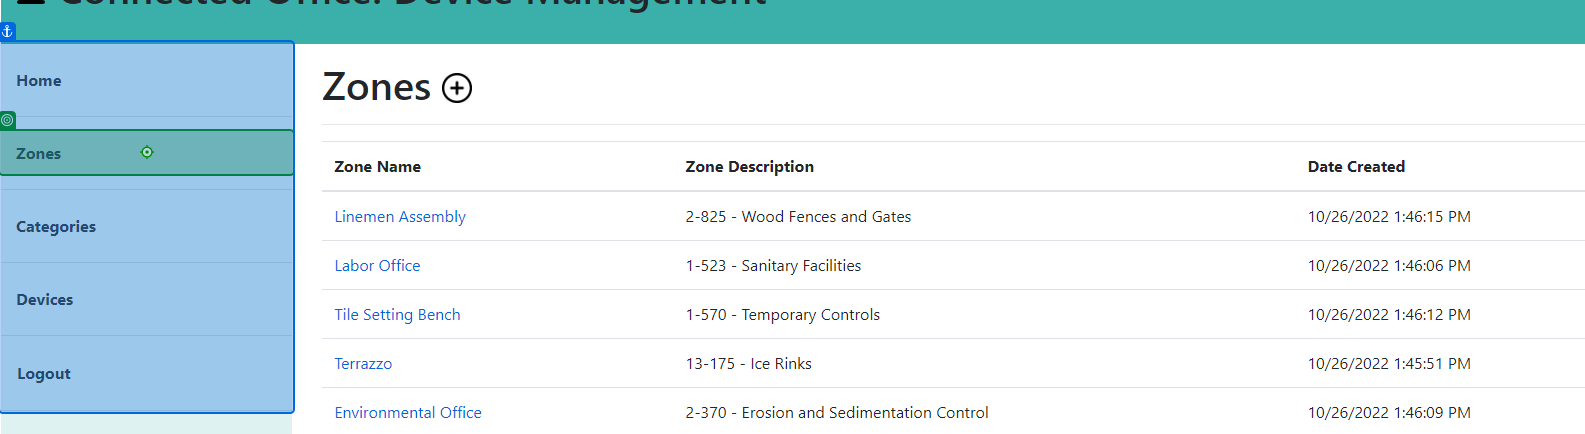 Connected Office: Device Management
Home
Zones
Categories
Devices
Logout
Zones
Zone Name Zone Description Date Created
Linemen Assembly 2-825 - Wood Fences and Gates 10/26/2022 1:46:15 PM
Labor Office 1-523 - Sanitary Facilities 10/26/2022 1:46:06 PM
Tile Setting Bench 1-570 - Temporary Controls 10/26/2022 1:46:12 PM
Terrazzo 13-175 - Ice Rinks 10/26/2022 1:45:51 PM
Environmental Office 2-370 - Erosion and Sedimentation Control 10/26/2022 1:46:09 PM